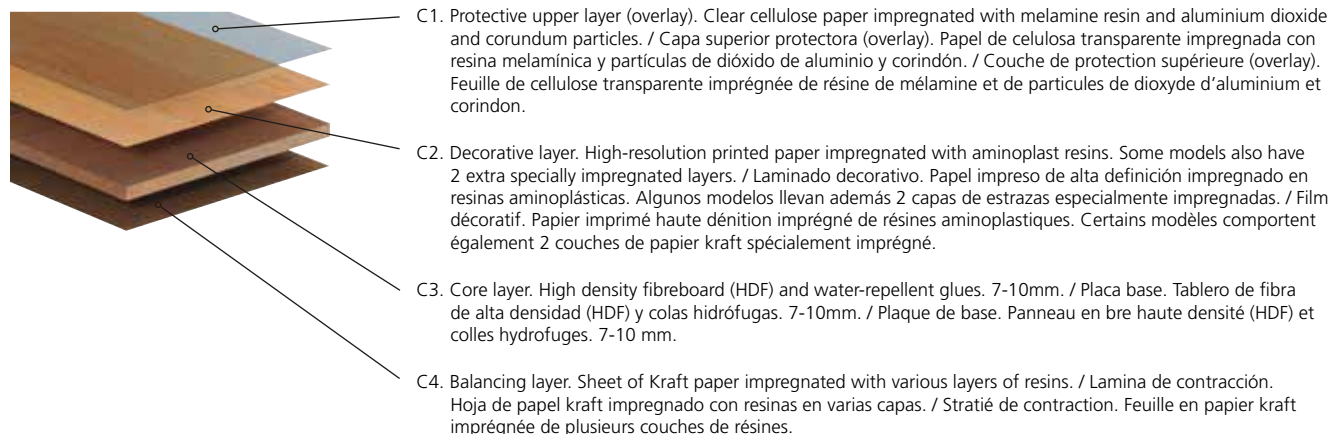 C1. Protective upper layer (overlay). Clear cellulose paper impregnated with melamine resin and aluminium dioxide
and corundum particles. / Capa superior protectora (overlay). Papel de celulosa transparente impregnada con
resina melamínica y partículas de dióxido de aluminio y corindón. / Couche de protection supérieure (overlay).
Feuille de cellulose transparente imprégnée de résine de mélamine et de particules de dioxyde d'aluminium et
corindon.
C2. Decorative layer. High-resolution printed paper impregnated with aminoplast resins. Some models also have
2 extra specially impregnated layers. / Laminado decorativo. Papel impreso de alta definición impregnado en
resinas aminoplásticas. Algunos modelos llevan además 2 capas de estrazas especialmente impregnadas. / Film
décoratif. Papier imprimé haute dénition imprégné de résines aminoplastiques. Certains modèles comportent
également 2 couches de papier kraft spécialement imprégné.
C3. Core layer. High density fibreboard (HDF) and water-repellent glues. 7-10mm. / Placa base. Tablero de fibra
de alta densidad (HDF) y colas hidrófugas. 7-10mm. / Plaque de base. Panneau en bre haute densité (HDF) et
colles hydrofuges. 7-10 mm.
C4. Balancing layer. Sheet of Kraft paper impregnated with various layers of resins. / Lamina de contracción.
Hoja de papel kraft impregnado con resinas en varias capas. / Stratié de contraction. Feuille en papier kraft
imprégnée de plusieurs couches de résines.